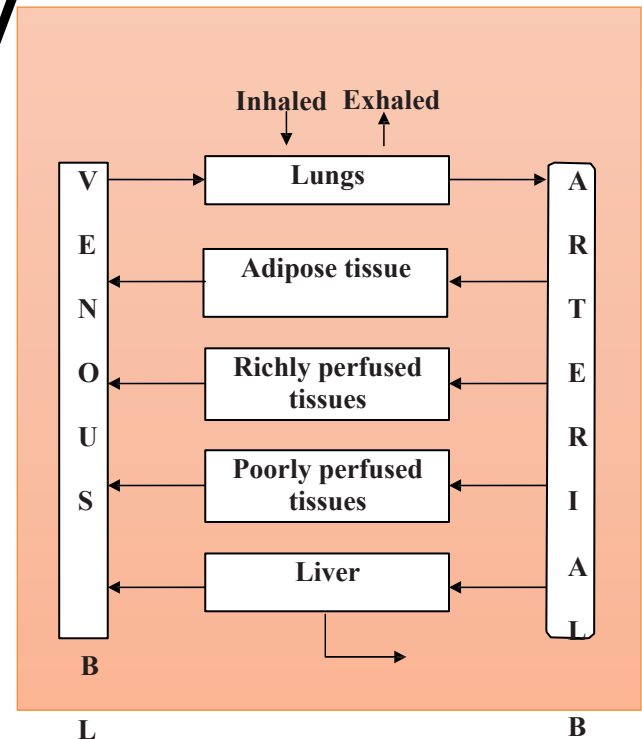 Inhaled Exhaled
Lungs
Adipose tissue
Richly perfused
tissues
Poorly perfused
tissues
Liver
V
E
N
O
U
S
B
L
A
R
T
E
R
I
A
L
B